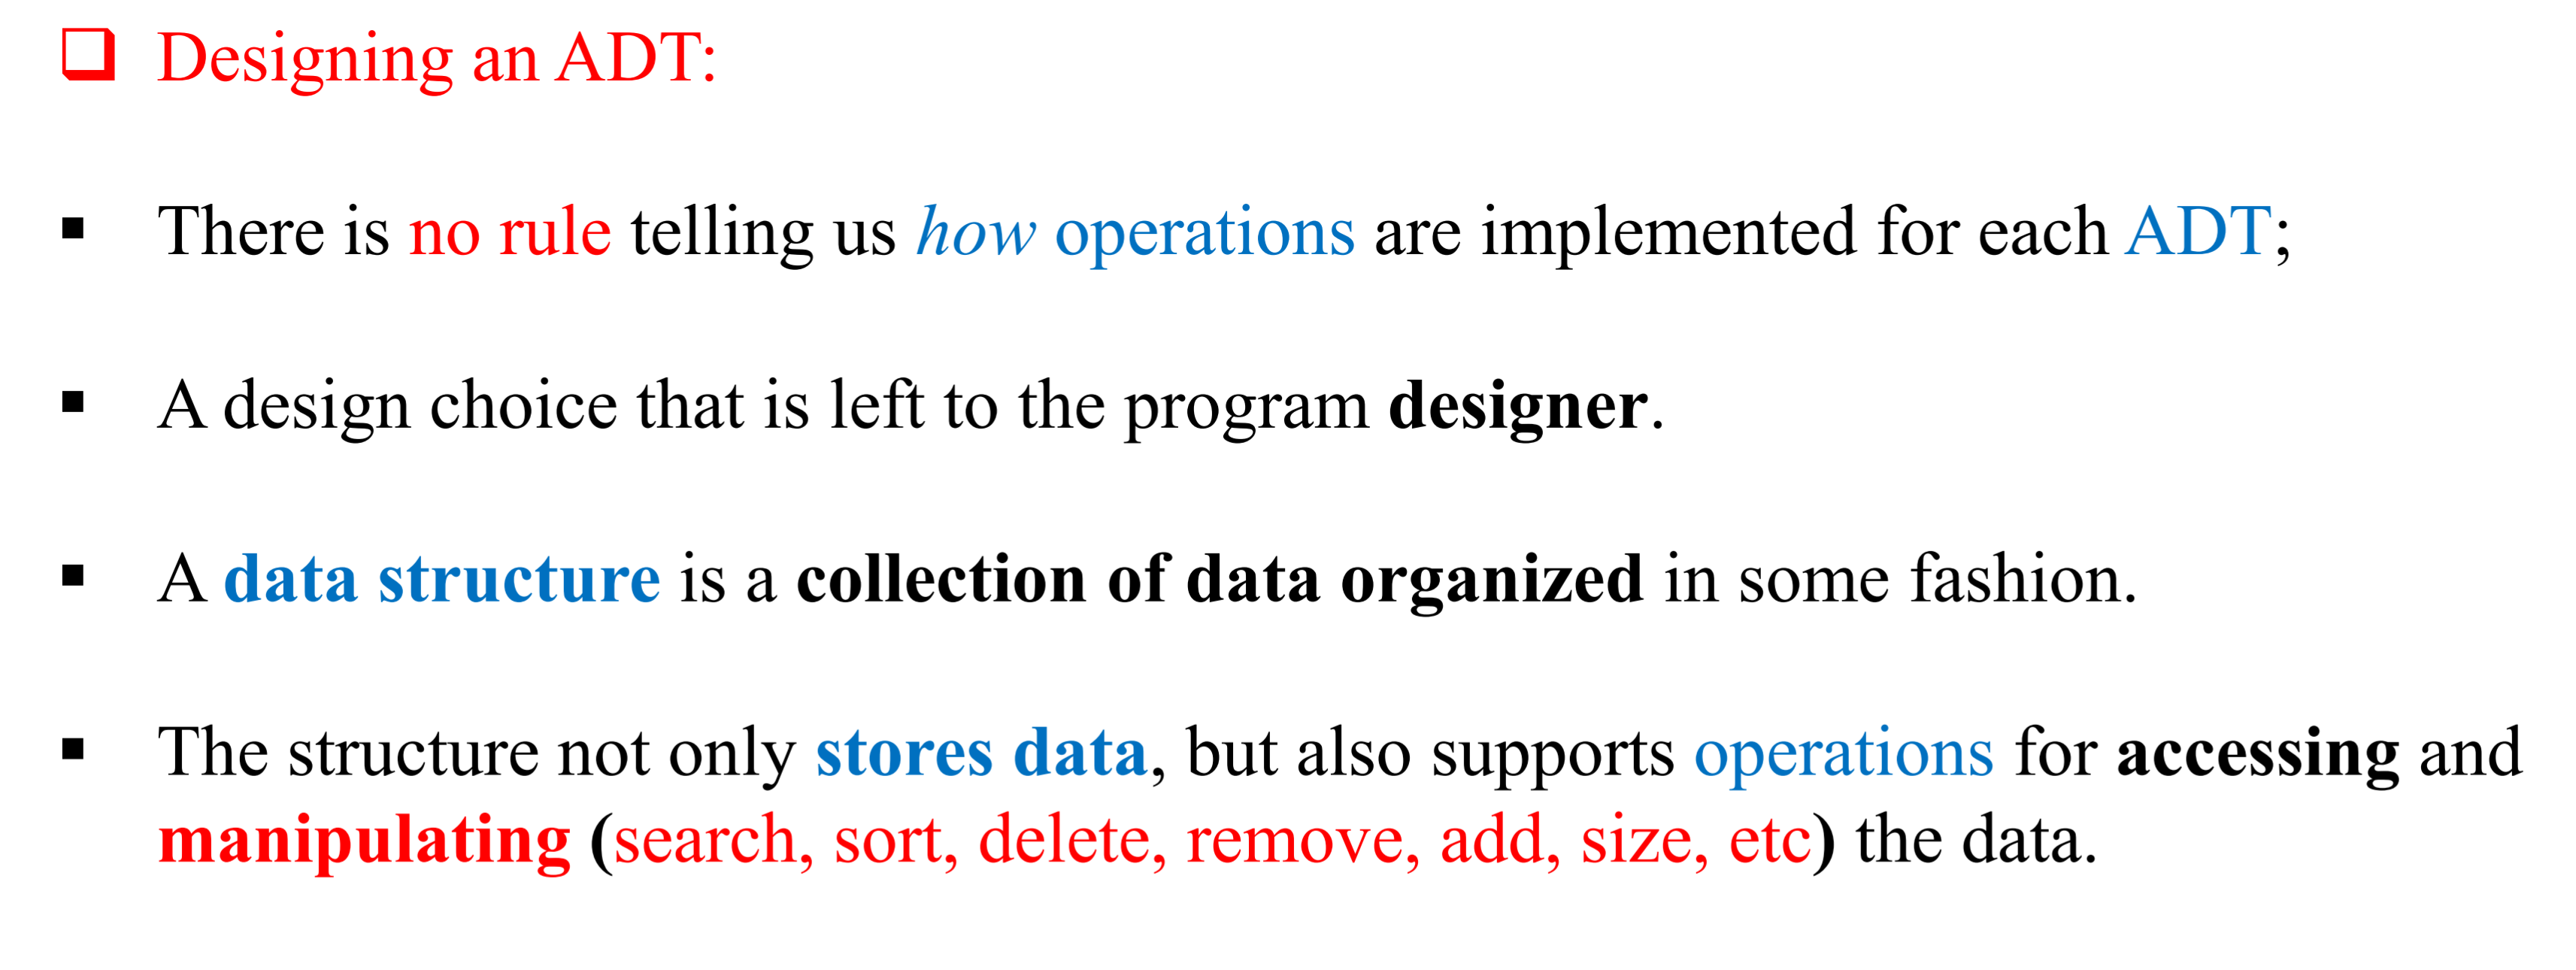 ❑ Designing an ADT:
▪ There is no rule telling us how operations are implemented for each ADT;
▪ A design choice that is left to the program designer.
▪ A data structure is a collection of data organized in some fashion.
▪ The structure not only stores data, but also supports operations for accessing and
manipulating (search, sort, delete, remove, add, size, etc) the data.